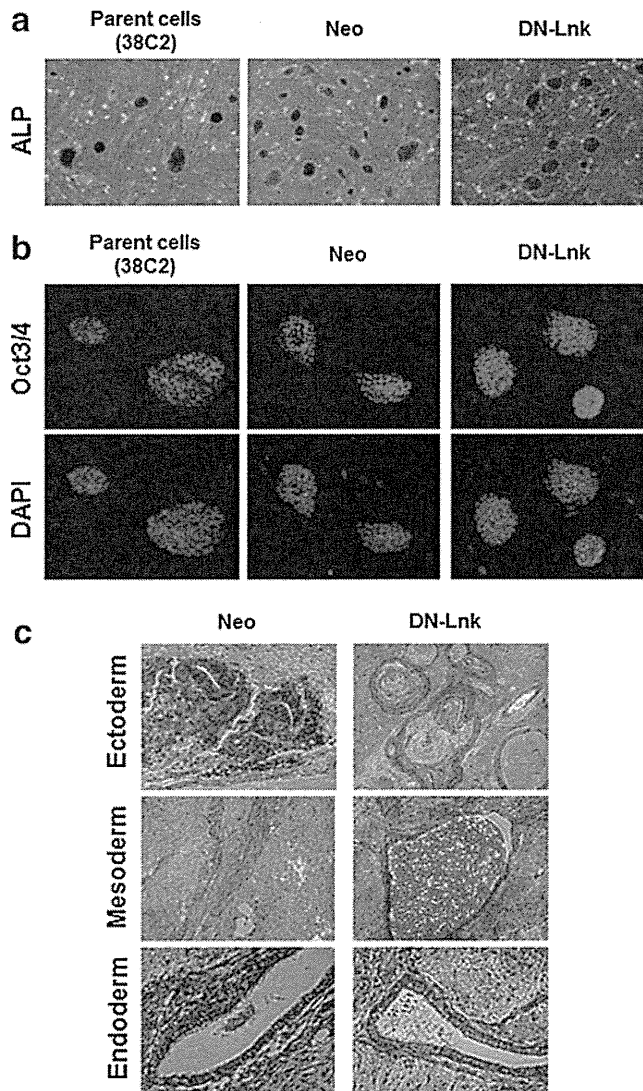 a
Parent cells
(38C2)
Neo
DN-Lnk
ALP
b
Parent cells
(38C2)
Neo
DN-Lnk
Oct3/4
DAPI
c
Neo
DN-Lnk
Ectoderm
Mesoderm
Endoderm